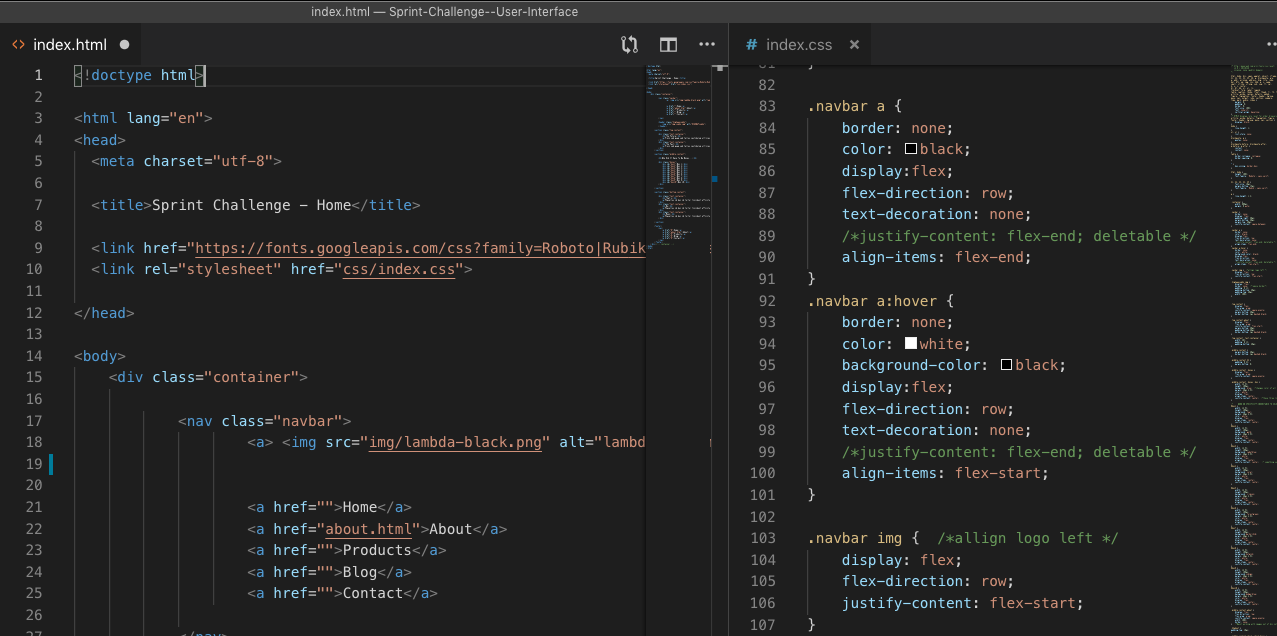 index.html — Sprint-Challenge--User-Interface
<> index.html
1 <!doctype html>
2
3 <html lang="en">
4 <head>
5 <meta charset="utf-8">
6
7 <title>Sprint Challenge - Home</title>
8
9 <link href="https://fonts.googleapis.com/css?family=Roboto|Rubik
10 <link rel="stylesheet" href="css/index.css">
11
12 </head>
13
14 <body>
15 <div class="container">
16
17 <nav class="navbar">
18 <a> <img src="img/lambda-black.png" alt="lambd
19
20
21 <a href="">Home</a>
22 <a href="about.html">About</a>
23 <a href="">Products</a>
24 <a href="">Blog</a>
25 <a href="">Contact</a>
26
# index.css ×
82
83 .navbar a {
84 border: none;
85 color: black;
86 display:flex;
87 flex-direction: row;
88 text-decoration: none;
89 /*justify-content: flex-end; deletable */
90 align-items: flex-end;
91 }
92 .navbar a:hover {
93 border: none;
94 color: white;
95 background-color: black;
96 display:flex;
97 flex-direction: row;
98 text-decoration: none;
99 /*justify-content: flex-end; deletable */
100 align-items: flex-start;
101 }
102
103 .navbar img { /*allign logo left */
104 display: flex;
105 flex-direction: row;
106 justify-content: flex-start;
107 }